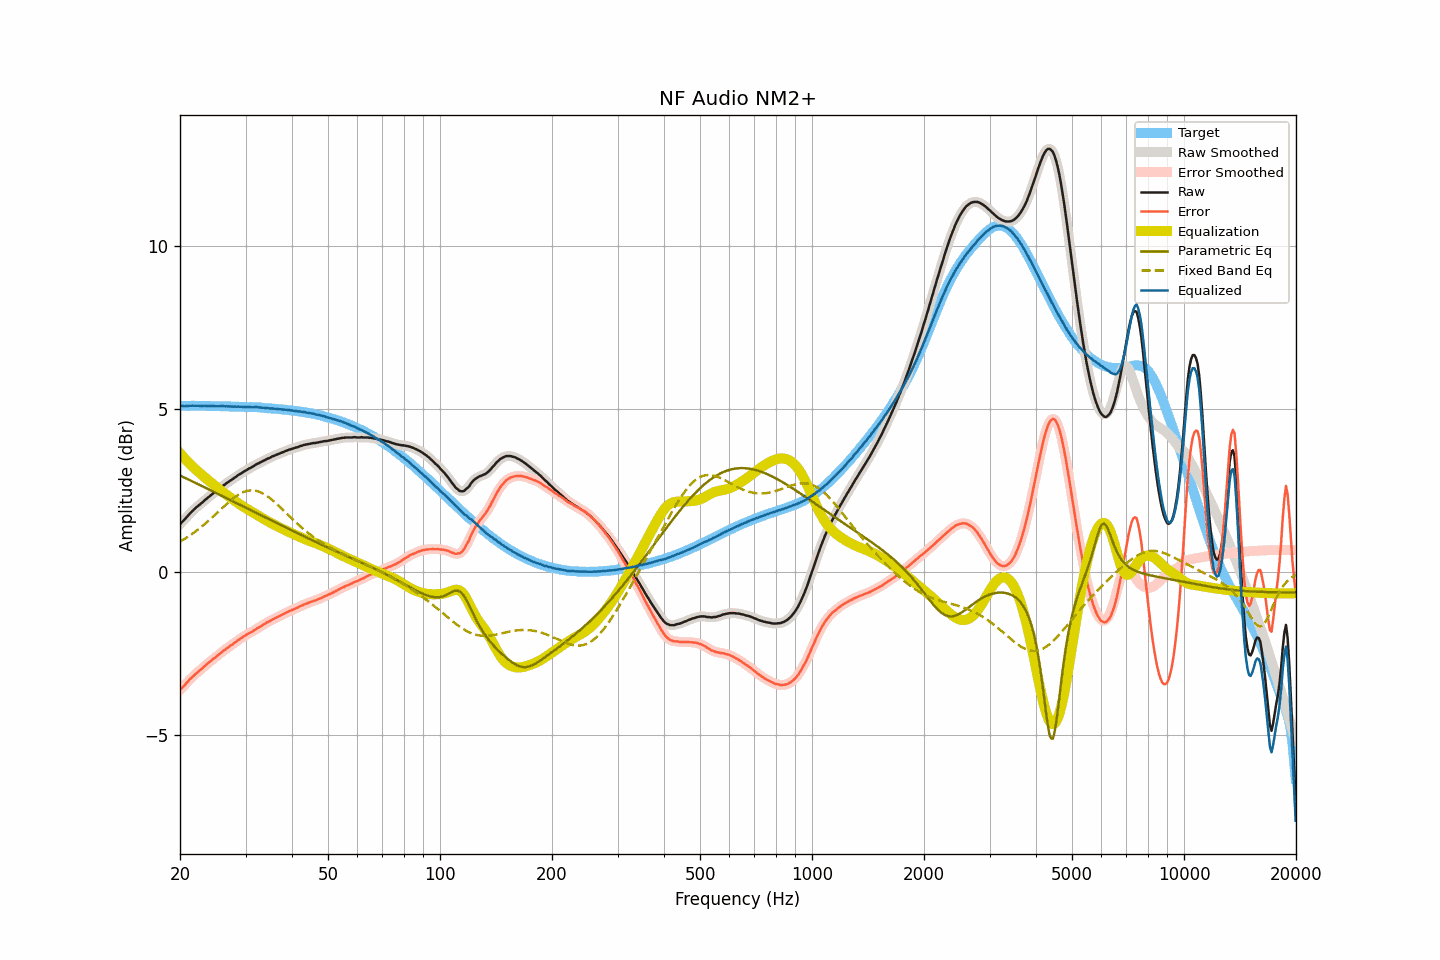 NF Audio NM2+
Target
Raw Smoothed
Error Smoothed
Raw
Error
Equalization
Parametric Eq
Fixed Band Eq
Equalized
10
5
0
−5
Amplitude (dBr)
20 50 100 200 500 1000 2000 5000 10000 20000
Frequency (Hz)